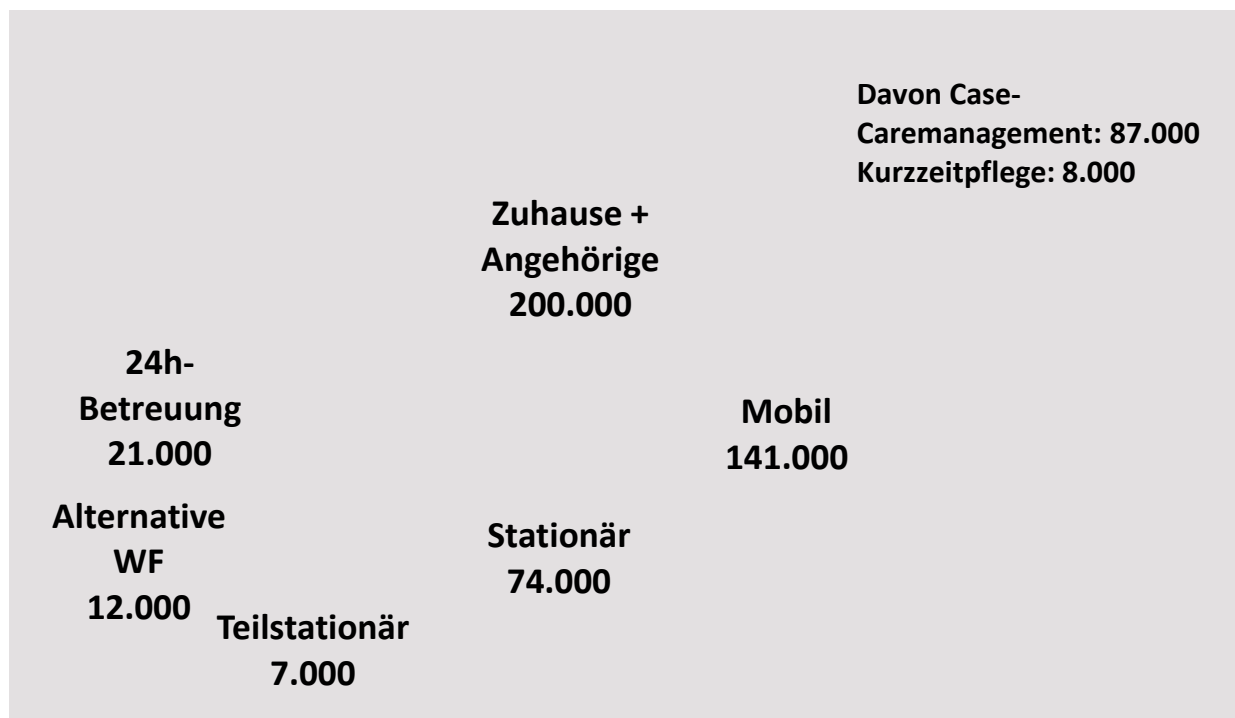 Davon Case-
Caremanagement: 87.000
Kurzzeitpflege: 8.000
Zuhause +
Angehörige
200.000
24h-
Betreuung
21.000
Mobil
141.000
Alternative
WF
12.000
Stationär
74.000
Teilstationär
7.000